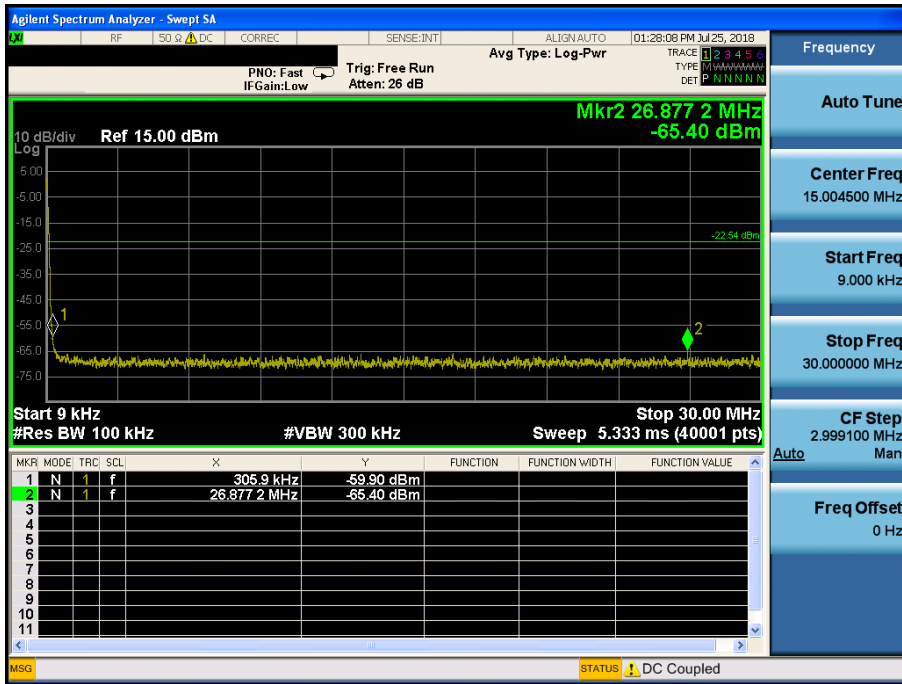 Agilent Spectrum Analyzer - Swept SA
LXI RF 50 Ω DC CORREC SENSE:INT ALIGN AUTO 01:28:08 PM Jul 25, 2018
Avg Type: Log-Pwr
TRACE 1 2 3 4 5 6
TYPE M WWWWW
DET P N N N N N
PNO: Fast Trig: Free Run
IFGain:Low Atten: 26 dB
Frequency
Mkr2 26.877 2 MHz
-65.40 dBm
10 dB/div Ref 15.00 dBm
Log
5.00
-5.00
-15.0
-22.54 dBm
-25.0
-35.0
-45.0
1
-55.0
2
-65.0
-75.0
Start 9 kHz Stop 30.00 MHz
#Res BW 100 kHz #VBW 300 kHz Sweep 5.333 ms (40001 pts)
MKR MODE TRC SCL X Y FUNCTION FUNCTION WIDTH FUNCTION VALUE
1 N 1 f 305.9 kHz -59.90 dBm
2 N 1 f 26.877 2 MHz -65.40 dBm
3
4
5
6
7
8
9
10
11
Auto Tune
Center Freq
15.004500 MHz
Start Freq
9.000 kHz
Stop Freq
30.000000 MHz
CF Step
2.999100 MHz
Auto Man
Freq Offset
0 Hz
MSG STATUS DC Coupled